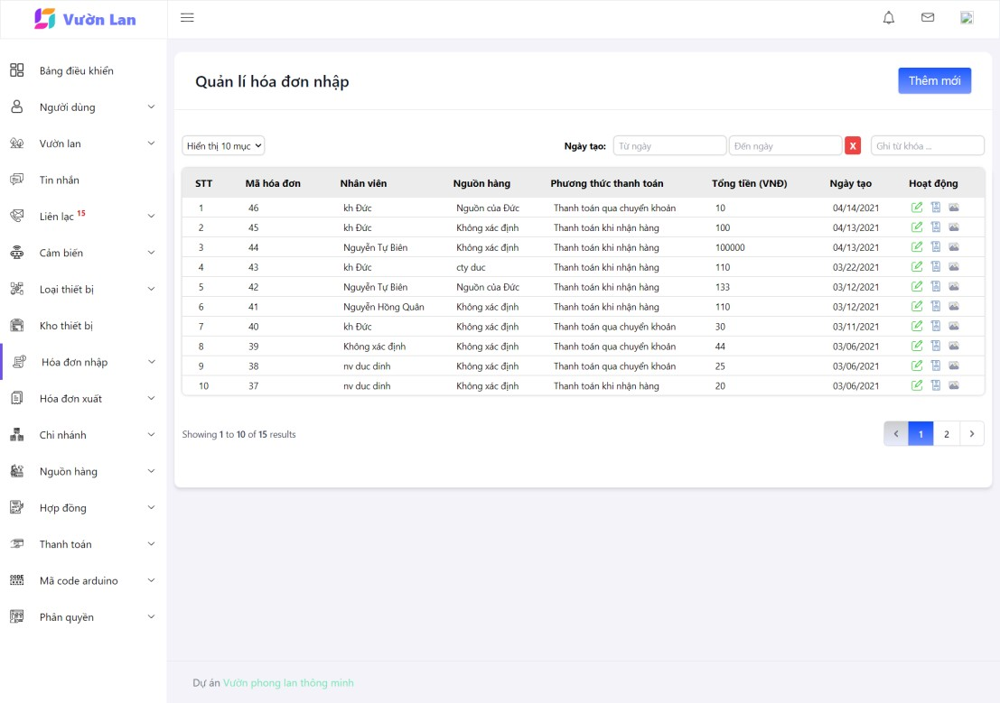 Vườn Lan
Bảng điều khiển
Người dùng
Vườn lan
Tin nhắn
Liên lạc 15
Cảm biến
Loại thiết bị
Kho thiết bị
Hóa đơn nhập
Hóa đơn xuất
Chi nhánh
Nguồn hàng
Hợp đồng
Thanh toán
CODE
Mã code arduino
Phân quyền
Quản lí hóa đơn nhập
Thêm mới
Hiển thị 10 mục
Ngày tạo: Từ ngày Đến ngày X Ghi từ khóa ...
STT Mã hóa đơn Nhân viên Nguồn hàng Phương thức thanh toán Tổng tiền (VNĐ) Ngày tạo Hoạt động
1 46 kh Đức Nguồn của Đức Thanh toán qua chuyển khoản 10 04/14/2021
2 45 kh Đức Không xác định Thanh toán khi nhận hàng 100 04/13/2021
3 44 Nguyễn Tự Biên Không xác định Thanh toán khi nhận hàng 100000 04/13/2021
4 43 kh Đức cty duc Thanh toán khi nhận hàng 110 03/22/2021
5 42 Nguyễn Tự Biên Nguồn của Đức Thanh toán khi nhận hàng 133 03/12/2021
6 41 Nguyễn Hồng Quân Không xác định Thanh toán khi nhận hàng 110 03/12/2021
7 40 kh Đức Không xác định Thanh toán qua chuyển khoản 30 03/11/2021
8 39 Không xác định Không xác định Thanh toán qua chuyển khoản 44 03/06/2021
9 38 nv duc dinh Không xác định Thanh toán qua chuyển khoản 25 03/06/2021
10 37 nv duc dinh Không xác định Thanh toán khi nhận hàng 20 03/06/2021
Showing 1 to 10 of 15 results
‹ 1 2 ›
Dự án Vườn phong lan thông minh